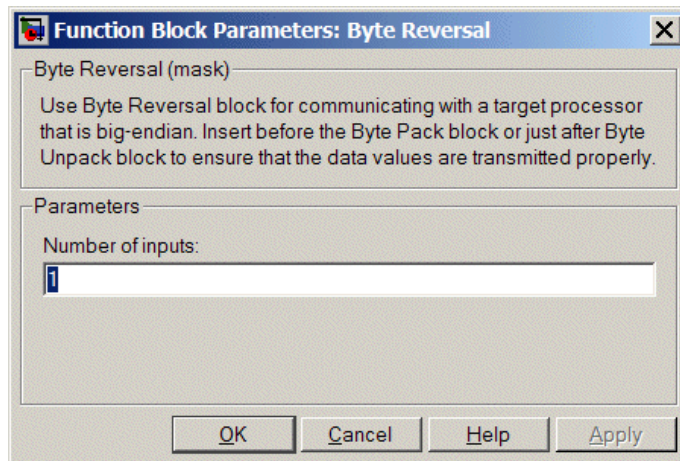 Function Block Parameters: Byte Reversal
Byte Reversal (mask)
Use Byte Reversal block for communicating with a target processor
that is big-endian. Insert before the Byte Pack block or just after Byte
Unpack block to ensure that the data values are transmitted properly.
Parameters
Number of inputs:
1
OK Cancel Help Apply